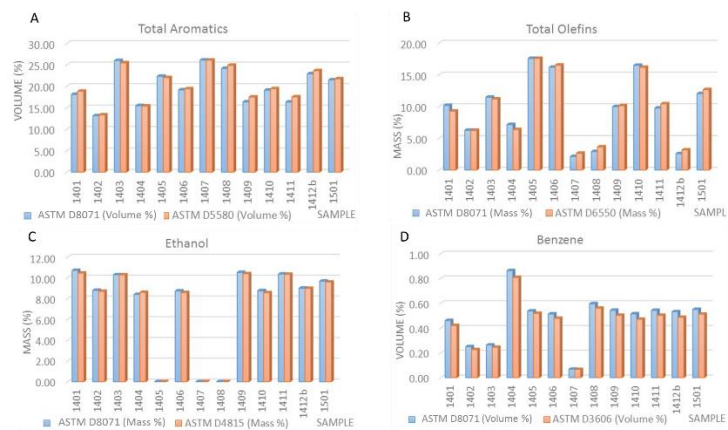 A
Total Aromatics
VOLUME (%)
30.00
25.00
20.00
15.00
10.00
5.00
0.00
1401 1402 1403 1404 1405 1406 1407 1408 1409 1410 1411 1412b 1501
ASTM D8071 (Volume %) ASTM D5580 (Volume %) SAMPLE
B
Total Olefins
MASS (%)
20.00
15.00
10.00
5.00
0.00
1401 1402 1403 1404 1405 1406 1407 1408 1409 1410 1411 1412b 1501
ASTM D8071 (Mass %) ASTM D6550 (Mass %) SAMPLE
C
Ethanol
MASS (%)
12.00
10.00
8.00
6.00
4.00
2.00
0.00
1401 1402 1403 1404 1405 1406 1407 1408 1409 1410 1411 1412b 1501
ASTM D8071 (Mass %) ASTM D4815 (Mass %) SAMPLE
D
Benzene
VOLUME (%)
1.00
0.80
0.60
0.40
0.20
0.00
1401 1402 1403 1404 1405 1406 1407 1408 1409 1410 1411 1412b 1501
ASTM D8071 (Volume %) ASTM D3606 (Volume %) SAMPLE